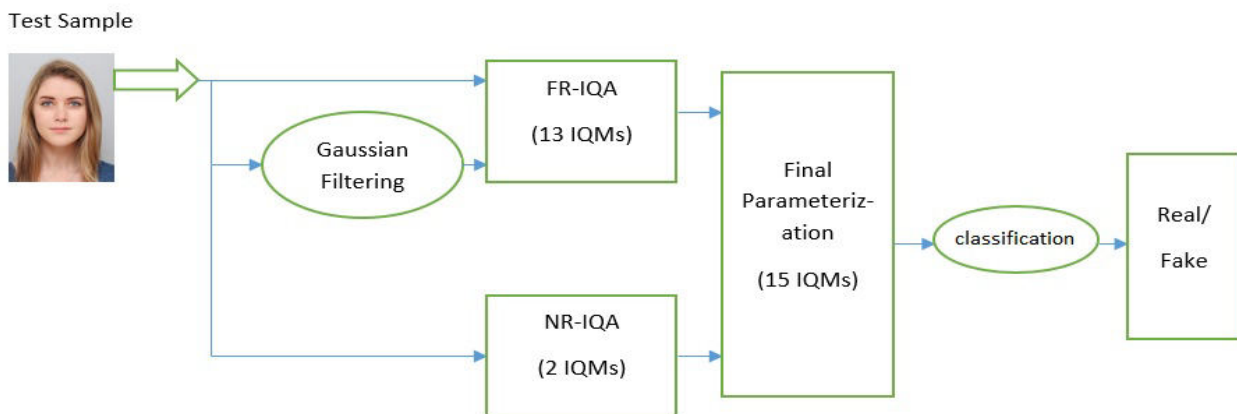 Test Sample
FR-IQA
(13 IQMs)
Gaussian
Filtering
NR-IQA
(2 IQMs)
Final
Parameteriz-
ation
(15 IQMs)
classification
Real/
Fake